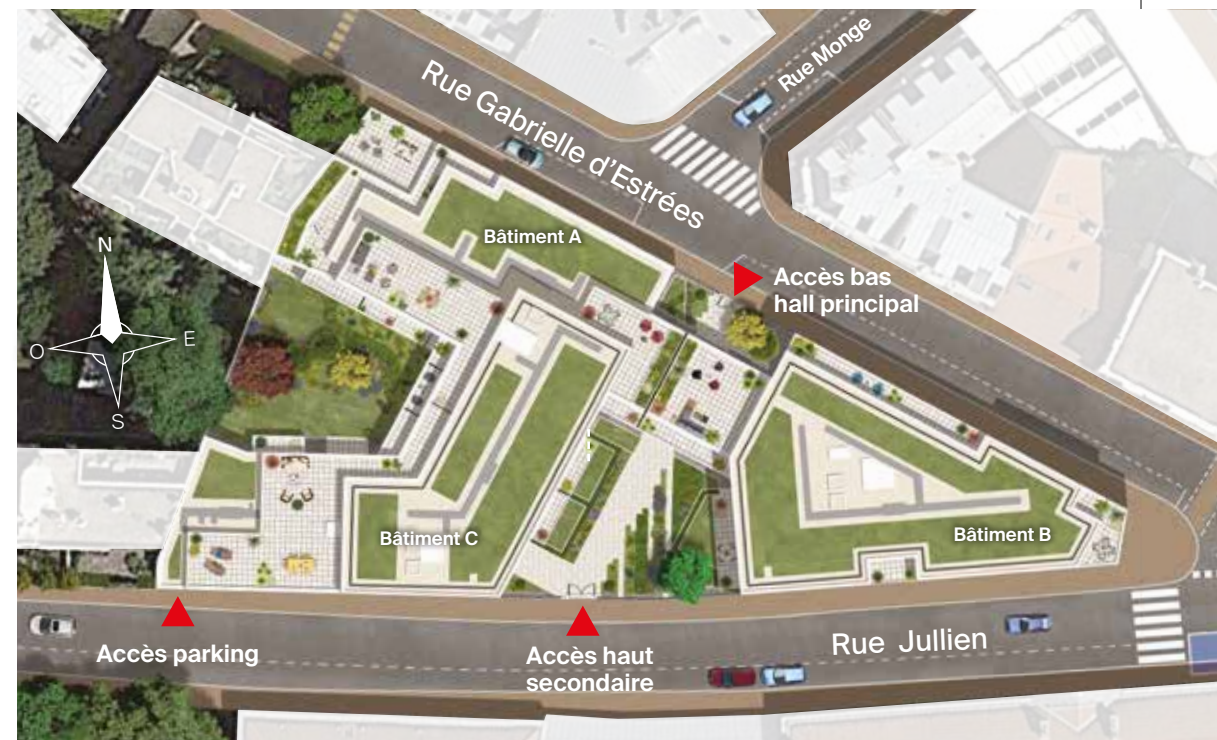 Rue Monge
Rue Gabrielle d'Estrées
Bâtiment A
N
Accès bas
hall principal
O
E
S
Bâtiment C
Bâtiment B
Rue Jullien
Accès parking
Accès haut
secondaire